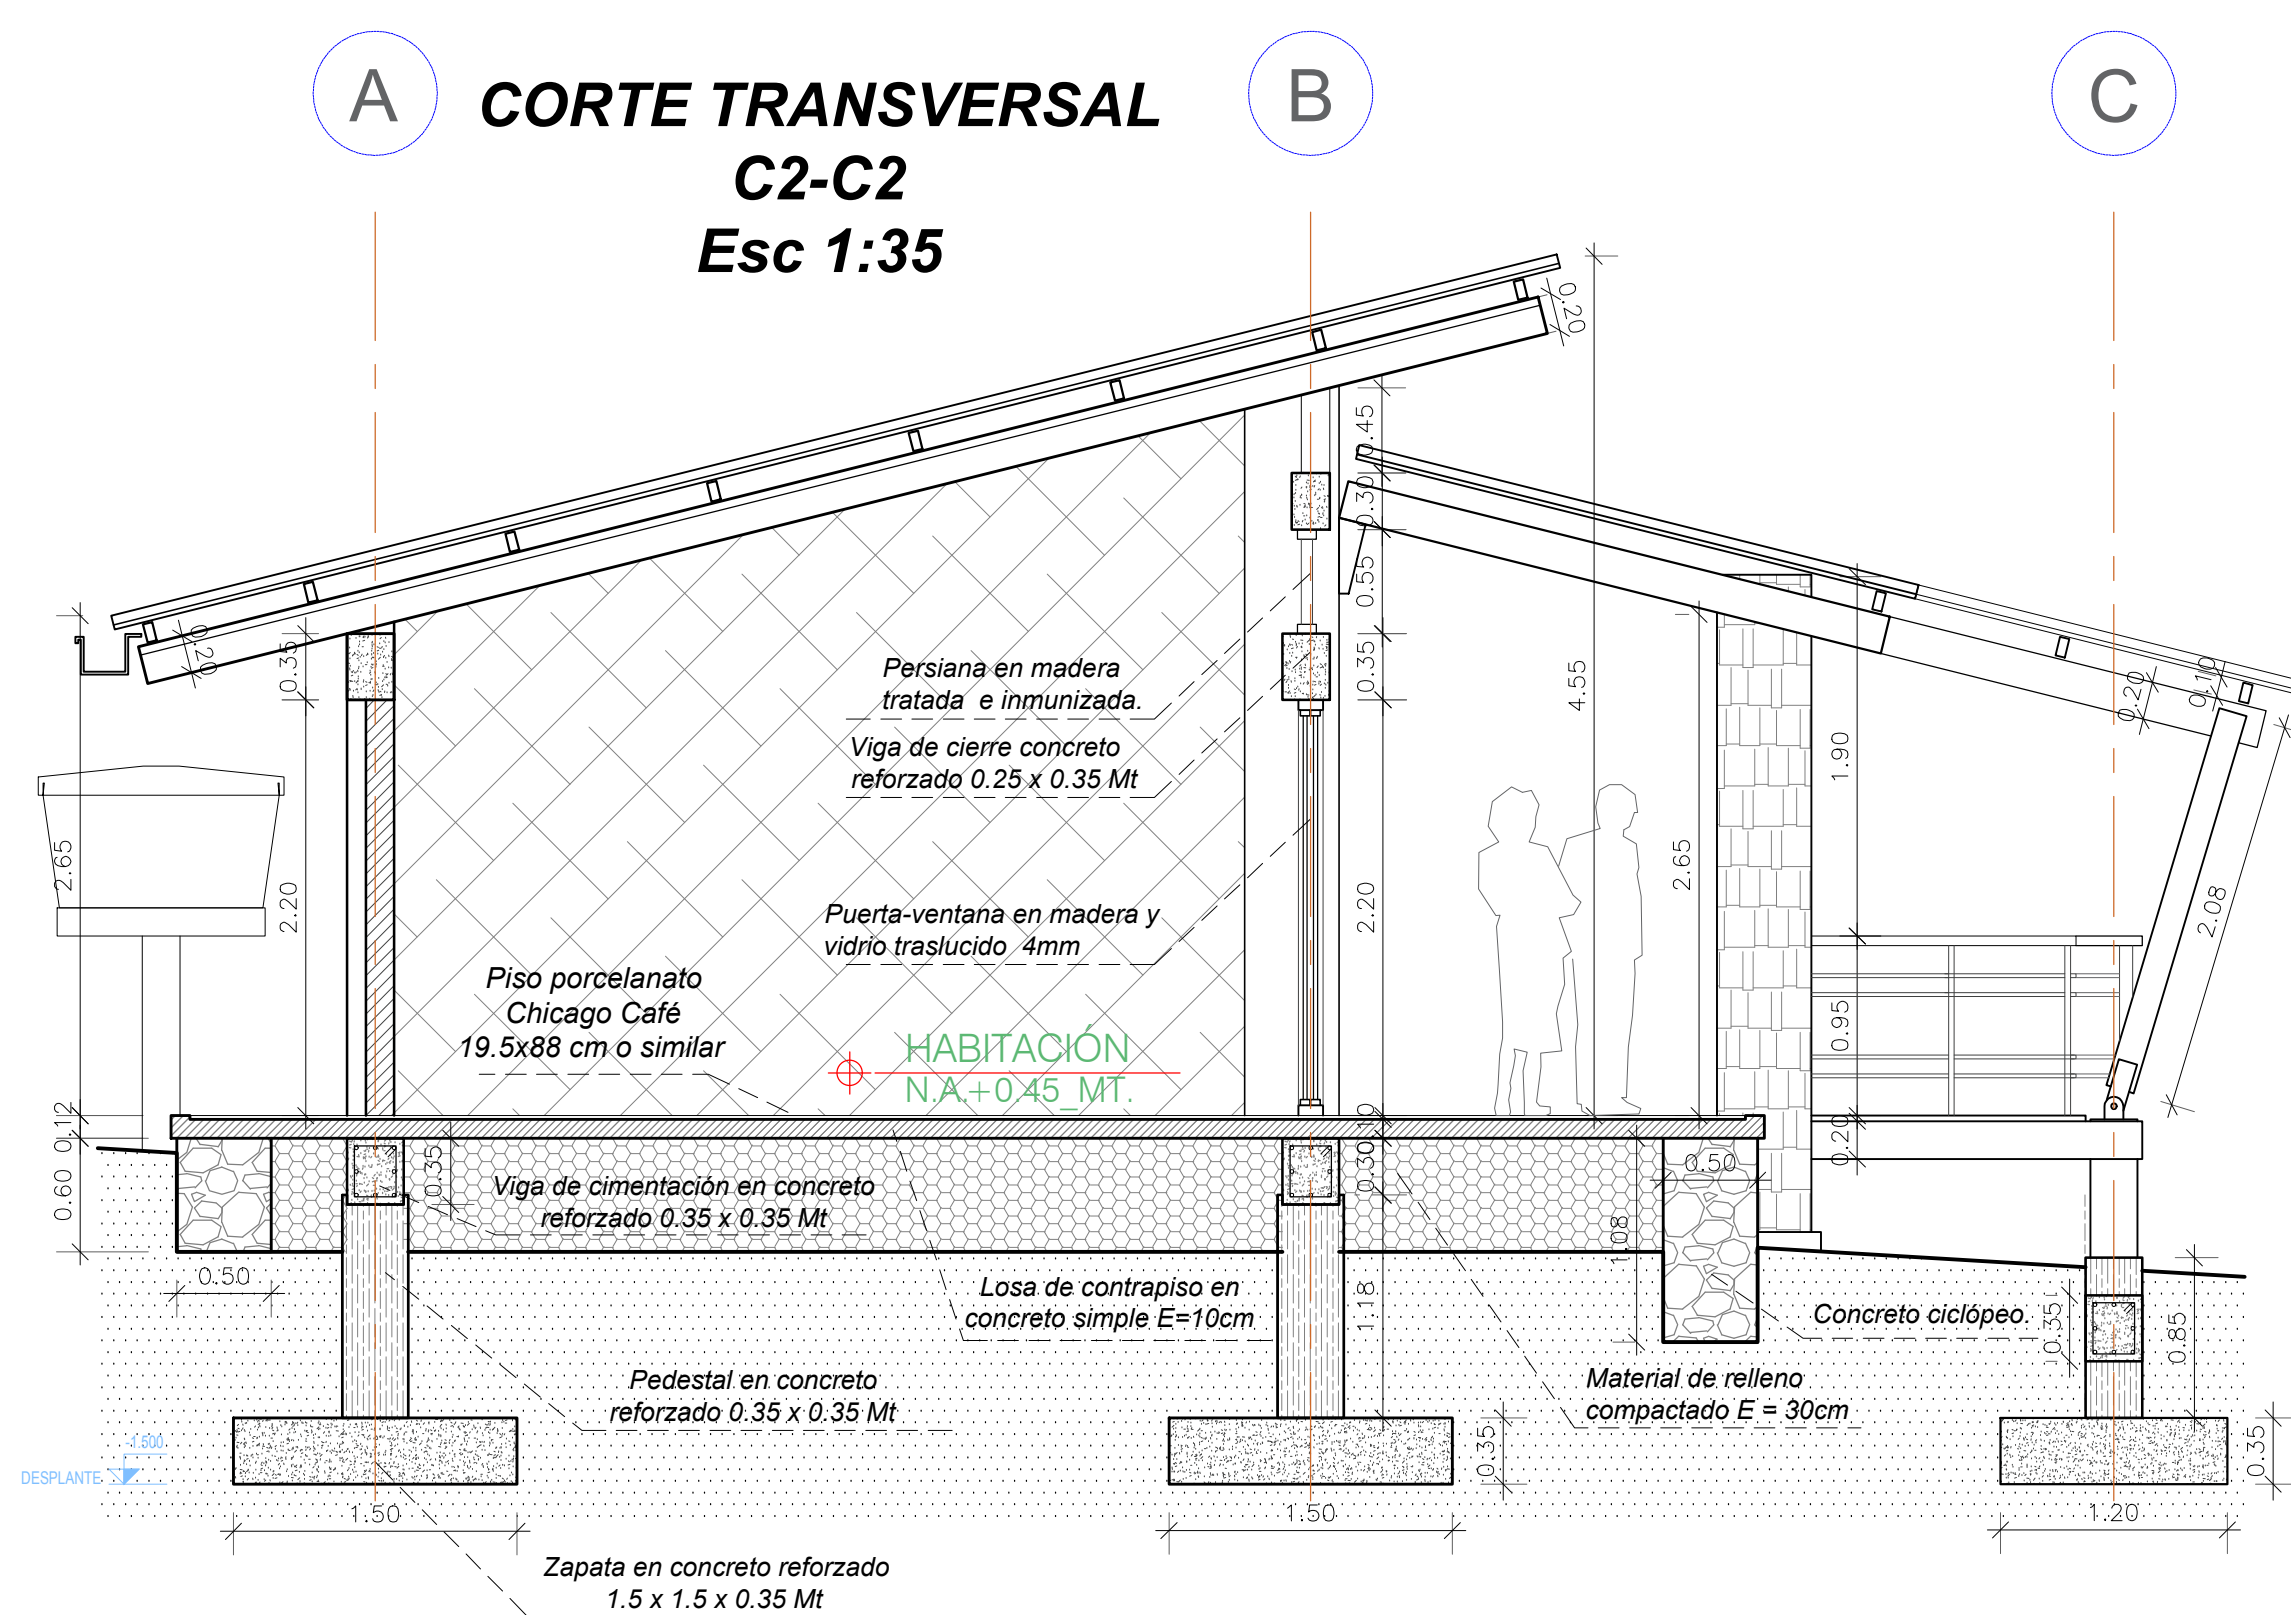 A
B
C
CORTE TRANSVERSAL
C2-C2
Esc 1:35
0.20
0.45
0.30
0.55
0.35
2.20
4.55
0.20
0.35
2.20
2.65
Persiana en madera
tratada e inmunizada.
Viga de cierre concreto
reforzado 0.25 x 0.35 Mt
Puerta-ventana en madera y
vidrio traslucido 4mm
Piso porcelanato
Chicago Café
19.5x88 cm o similar
HABITACIÓN
N.A.+0.45_MT.
2.65
1.90
0.95
0.20
0.20
0.10
2.08
0.12
0.60
0.50
0.35
Viga de cimentación en concreto
reforzado 0.35 x 0.35 Mt
.10
0.30
1.18
0.50
1.08
Losa de contrapiso en
concreto simple E=10cm
Concreto ciclópeo.
0.35
0.85
Pedestal en concreto
reforzado 0.35 x 0.35 Mt
Material de relleno
compactado E = 30cm
-1.500
DESPLANTE
0.35
0.35
1.50
1.50
1.20
Zapata en concreto reforzado
1.5 x 1.5 x 0.35 Mt